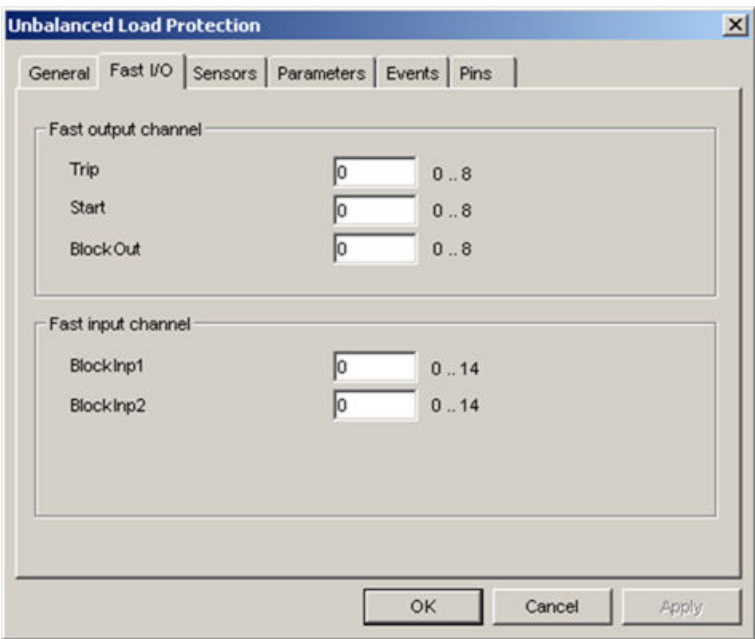 Unbalanced Load Protection
General Fast I/O Sensors Parameters Events Pins
Fast output channel
Trip 0 0 .. 8
Start 0 0 .. 8
BlockOut 0 0 .. 8
Fast input channel
BlockInp1 0 0 .. 14
BlockInp2 0 0 .. 14
OK Cancel Apply